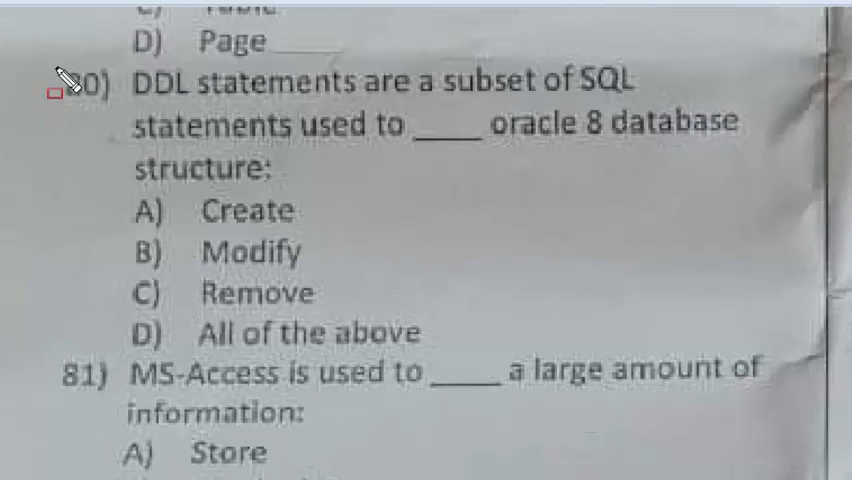 D) Page
80) DDL statements are a subset of SQL
statements used to ____ oracle 8 database
structure:
A) Create
B) Modify
C) Remove
D) All of the above
81) MS-Access is used to ____ a large amount of
information:
A) Store